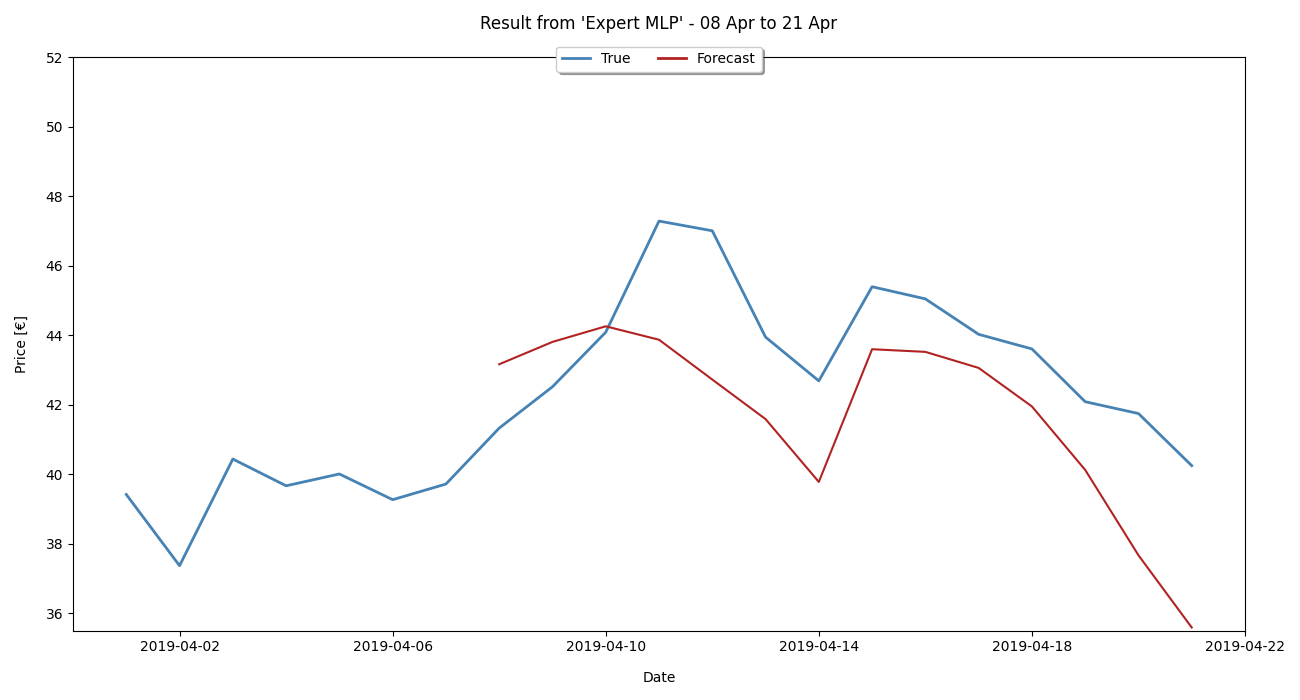 Result from 'Expert MLP' - 08 Apr to 21 Apr
True Forecast
52
50
48
46
44
42
40
38
36
Price [€]
2019-04-02 2019-04-06 2019-04-10 2019-04-14 2019-04-18 2019-04-22
Date